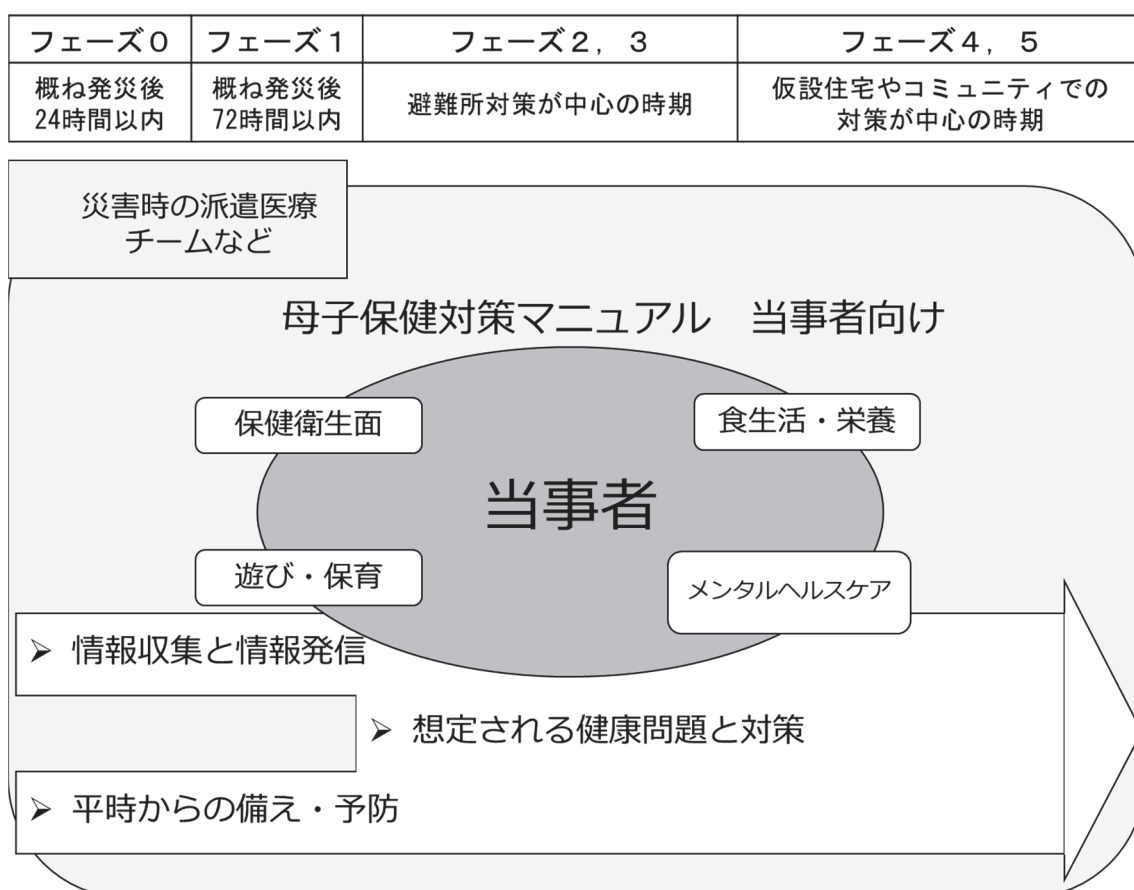 フェーズ０ フェーズ１ フェーズ２，３ フェーズ４，５
概ね発災後
24時間以内
概ね発災後
72時間以内
避難所対策が中心の時期
仮設住宅やコミュニティでの
対策が中心の時期
災害時の派遣医療
チームなど
母子保健対策マニュアル　当事者向け
保健衛生面
食生活・栄養
当事者
遊び・保育
メンタルヘルスケア
➢ 情報収集と情報発信
➢ 想定される健康問題と対策
➢ 平時からの備え・予防